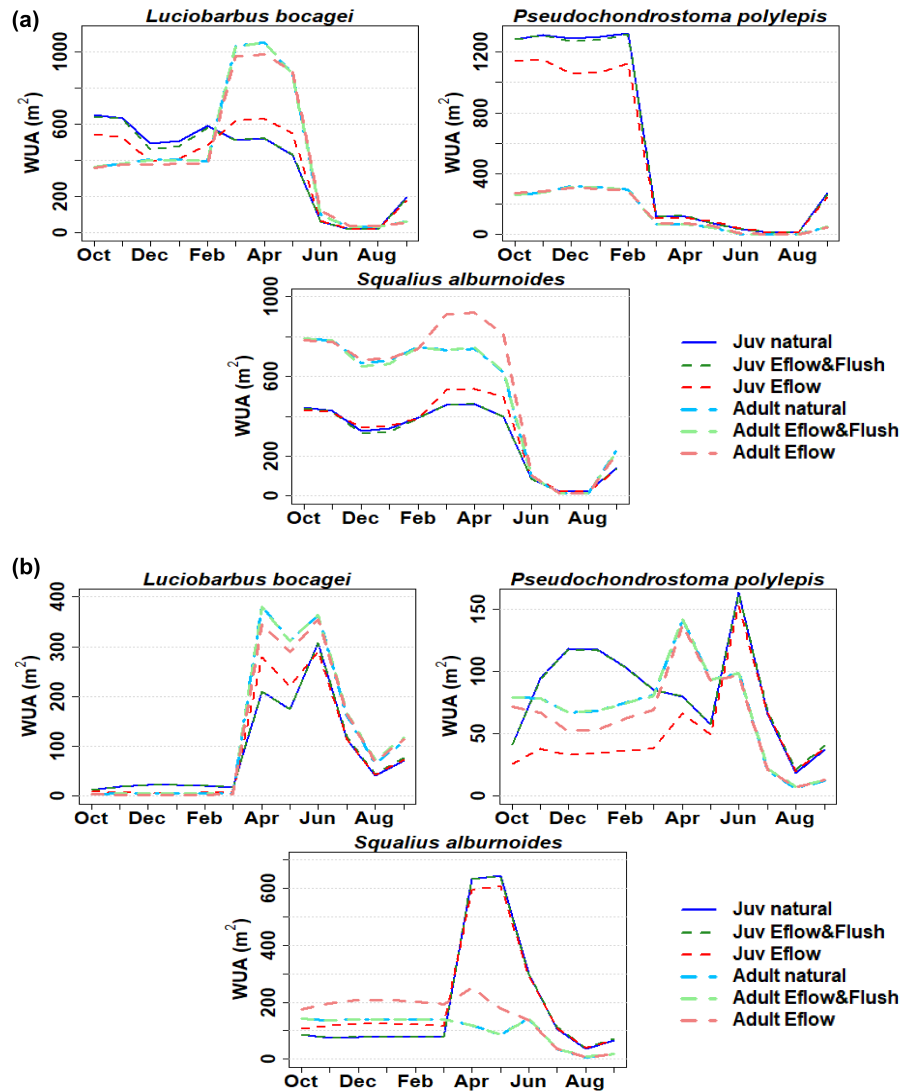 (a)
Luciobarbus bocagei
Pseudochondrostoma polylepis
WUA (m²)
0 200 600 1000
Oct Dec Feb Apr Jun Aug
WUA (m²)
0 400 800 1200
Oct Dec Feb Apr Jun Aug
Squalius alburnoides
WUA (m²)
0 200 600 1000
Oct Dec Feb Apr Jun Aug
Juv natural
Juv Eflow&Flush
Juv Eflow
Adult natural
Adult Eflow&Flush
Adult Eflow
(b)
Luciobarbus bocagei
Pseudochondrostoma polylepis
WUA (m²)
0 100 200 300 400
Oct Dec Feb Apr Jun Aug
WUA (m²)
0 50 100 150
Oct Dec Feb Apr Jun Aug
Squalius alburnoides
WUA (m²)
0 200 400 600
Oct Dec Feb Apr Jun Aug
Juv natural
Juv Eflow&Flush
Juv Eflow
Adult natural
Adult Eflow&Flush
Adult Eflow